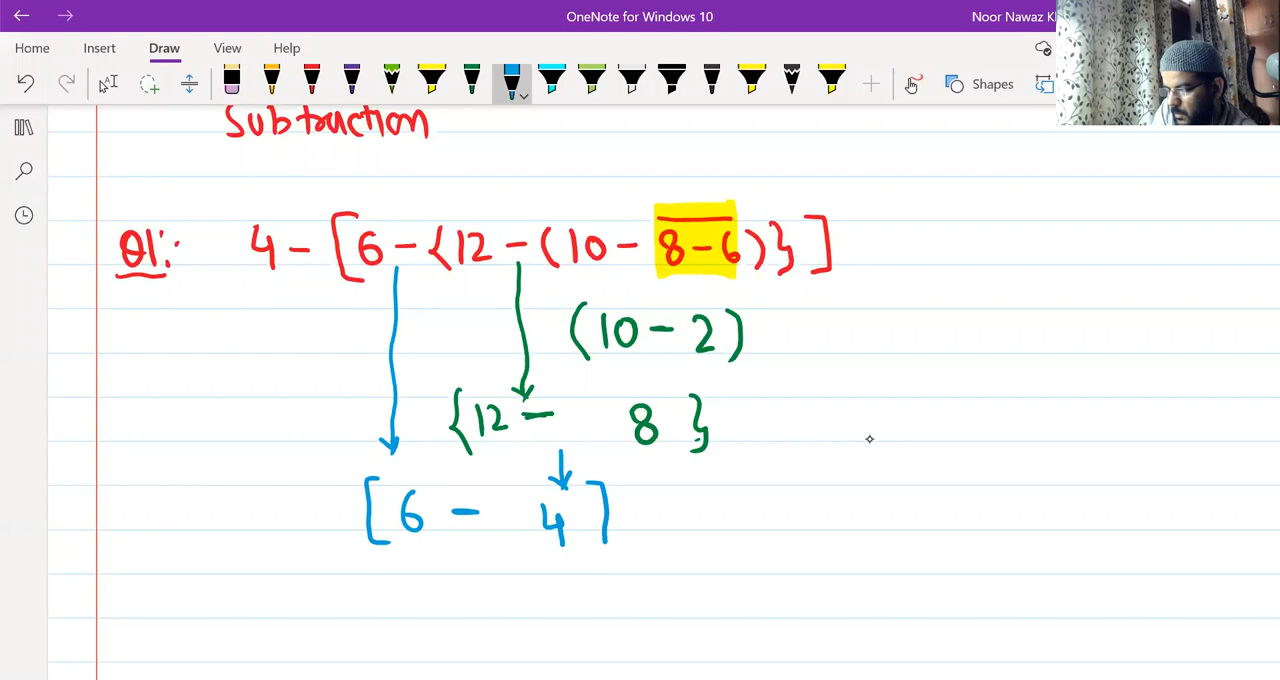 OneNote for Windows 10
Noor Nawaz K
Home Insert Draw View Help
Shapes
Subtraction
Q1: 4 - [6 - {12 - (10 - 8̅ ̅-̅ ̅6̅)}]
(10 - 2)
{12 - 8}
[6 - 4]